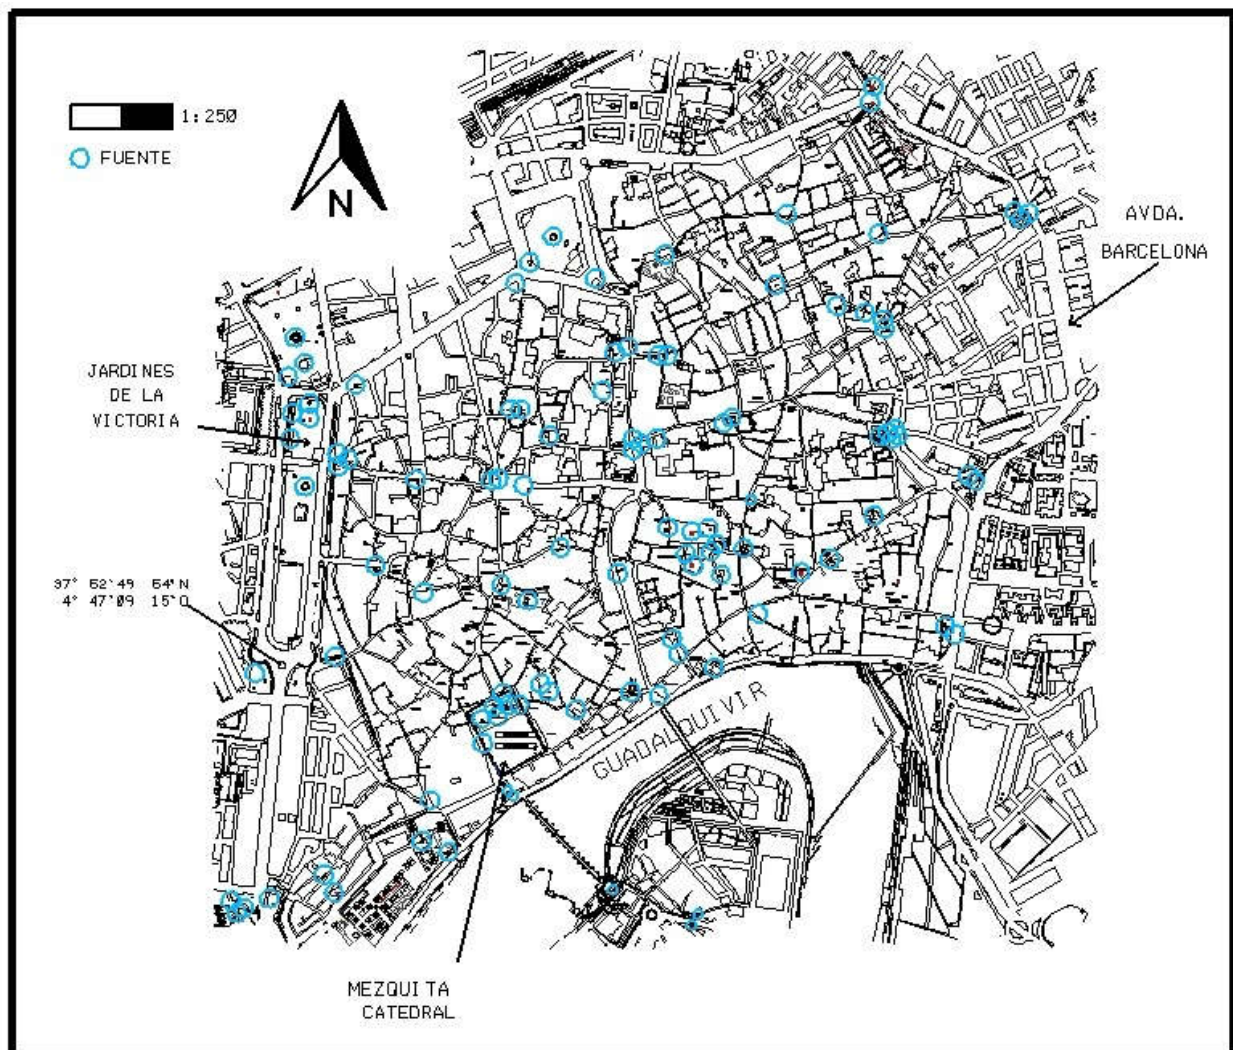 1:250
FUENTE
N
AVDA.
BARCELONA
JARDINES
DE LA
VICTORIA
37° 52'49 54"N
4° 47'09 15"O
GUADALQUIVIR
MEZQUITA
CATEDRAL